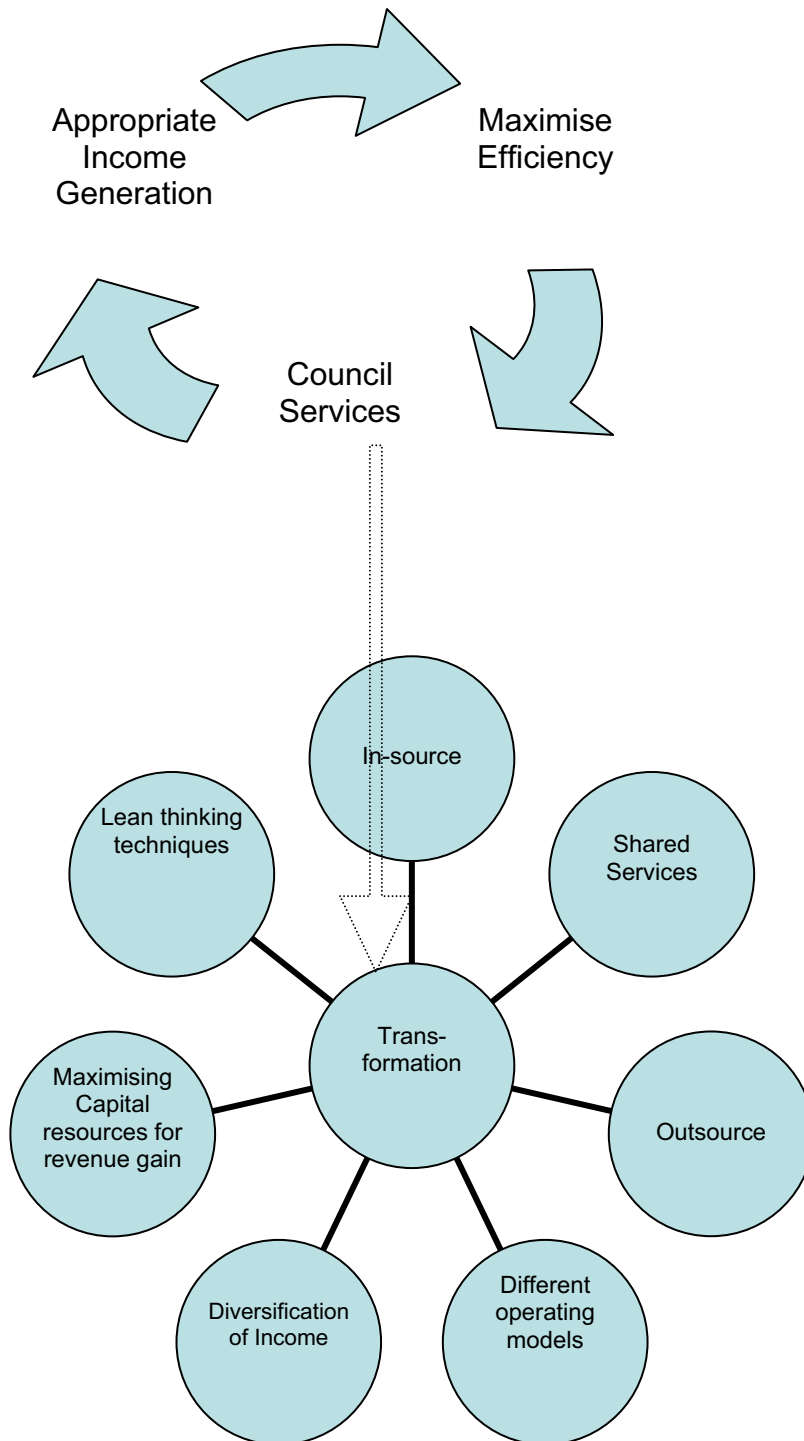 Appropriate
Income
Generation
Maximise
Efficiency
Council
Services
In-source
Lean thinking
techniques
Shared
Services
Trans-
formation
Maximising
Capital
resources for
revenue gain
Outsource
Diversification
of Income
Different
operating
models